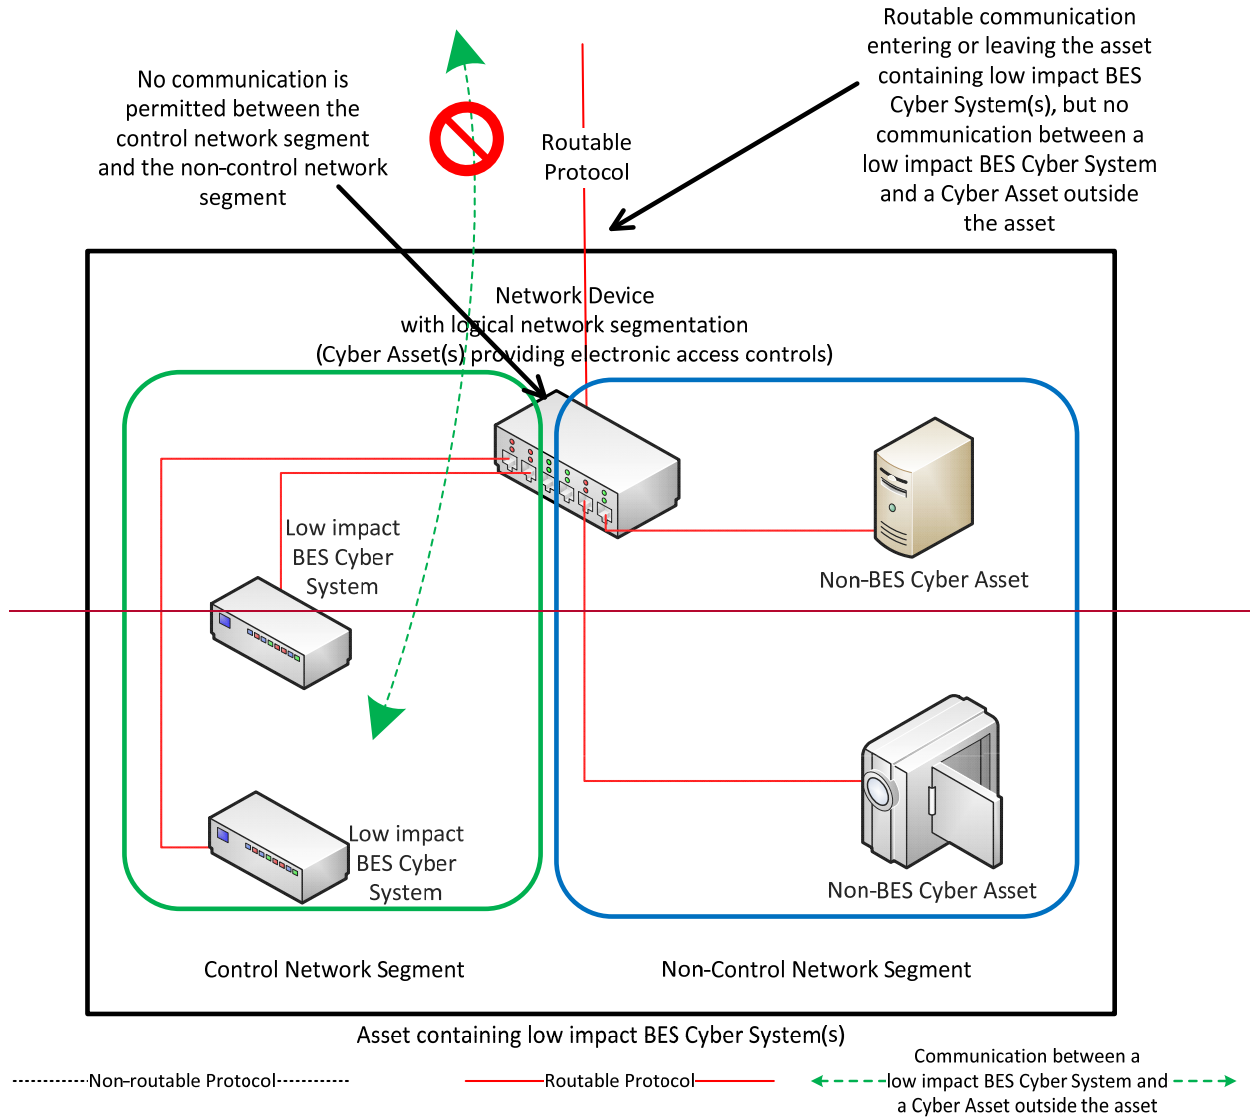 No communication is
permitted between the
control network segment
and the non-control network
segment
Routable
Protocol
Routable communication
entering or leaving the asset
containing low impact BES
Cyber System(s), but no
communication between a
low impact BES Cyber System
and a Cyber Asset outside
the asset
Network Device
with logical network segmentation
(Cyber Asset(s) providing electronic access controls)
Low impact
BES Cyber
System
Non-BES Cyber Asset
Low impact
BES Cyber
System
Non-BES Cyber Asset
Control Network Segment
Non-Control Network Segment
Asset containing low impact BES Cyber System(s)
Non-routable Protocol
Routable Protocol
Communication between a
low impact BES Cyber System and
a Cyber Asset outside the asset